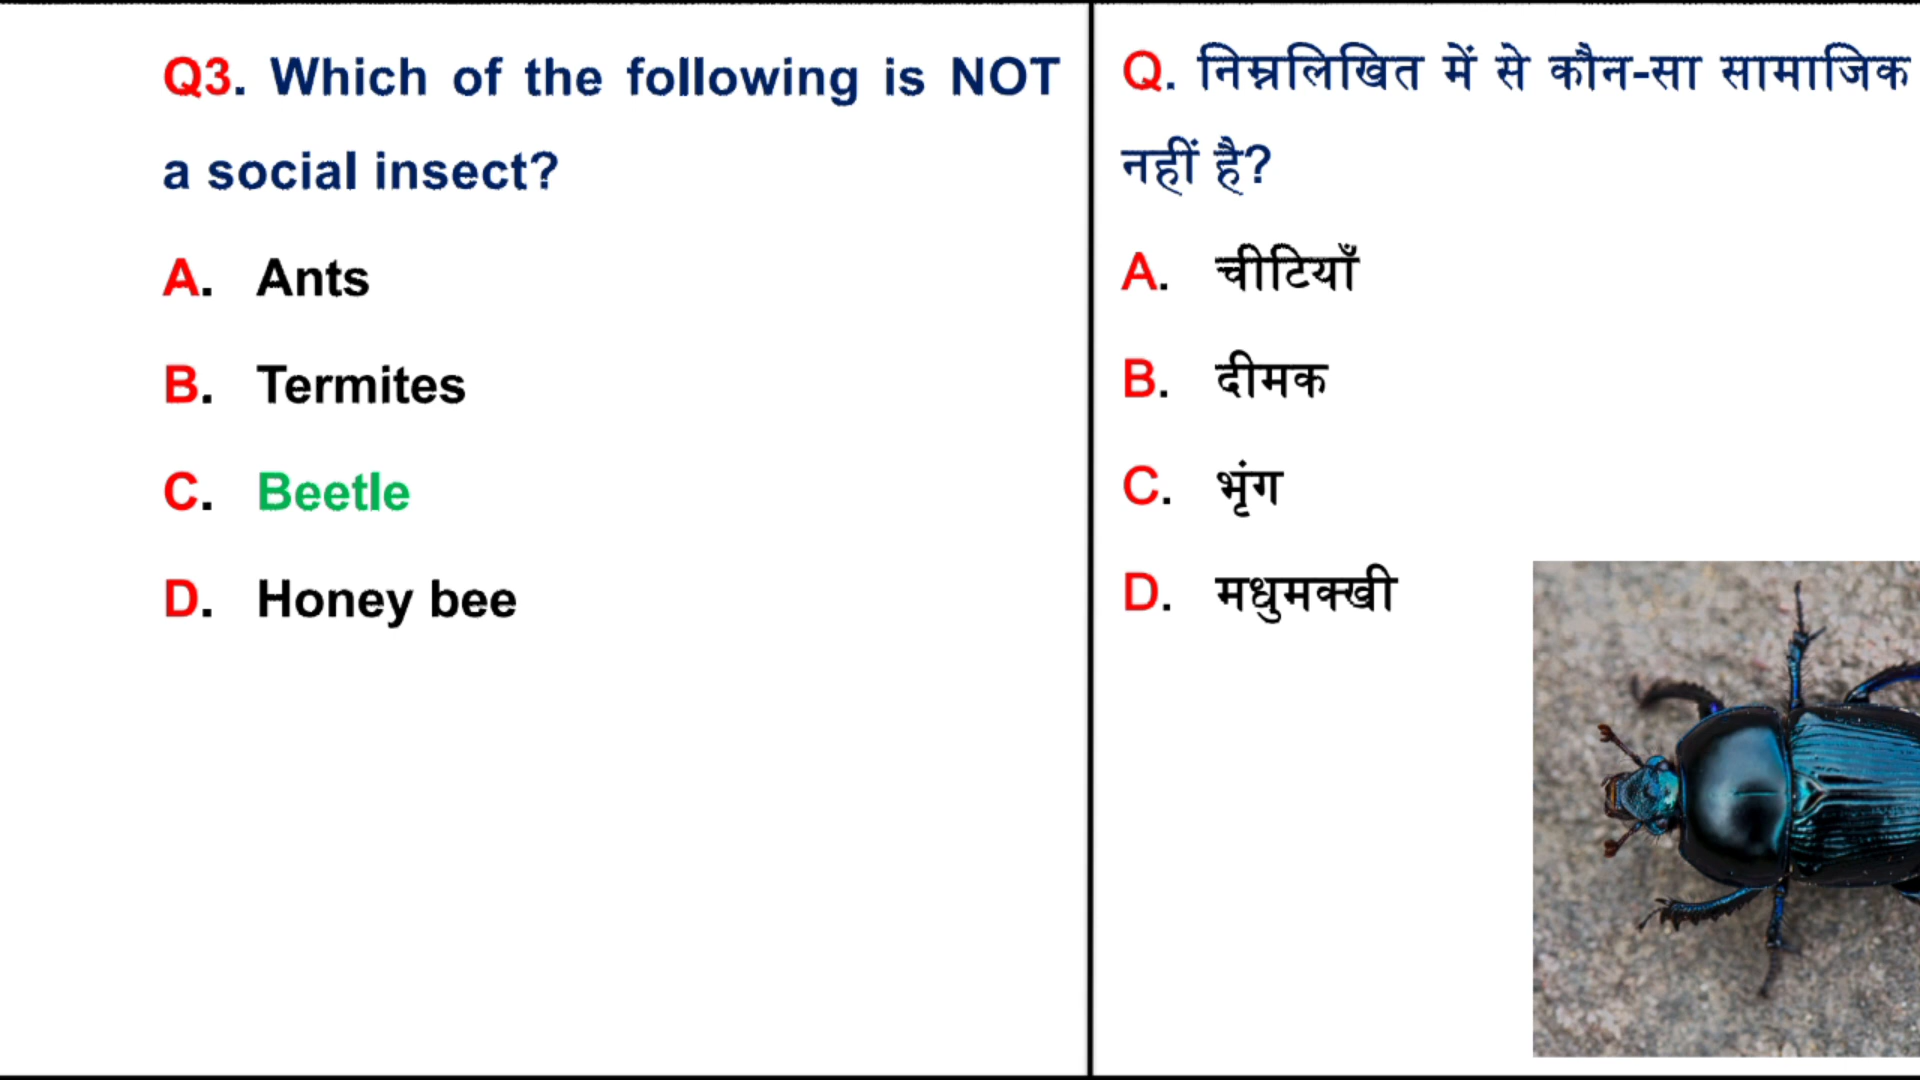 Q3. Which of the following is NOT
a social insect?
A. Ants
B. Termites
C. Beetle
D. Honey bee
Q. निम्नलिखित में से कौन-सा सामाजिक
नहीं है?
A. चीटियाँ
B. दीमक
C. भृंग
D. मधुमक्खी